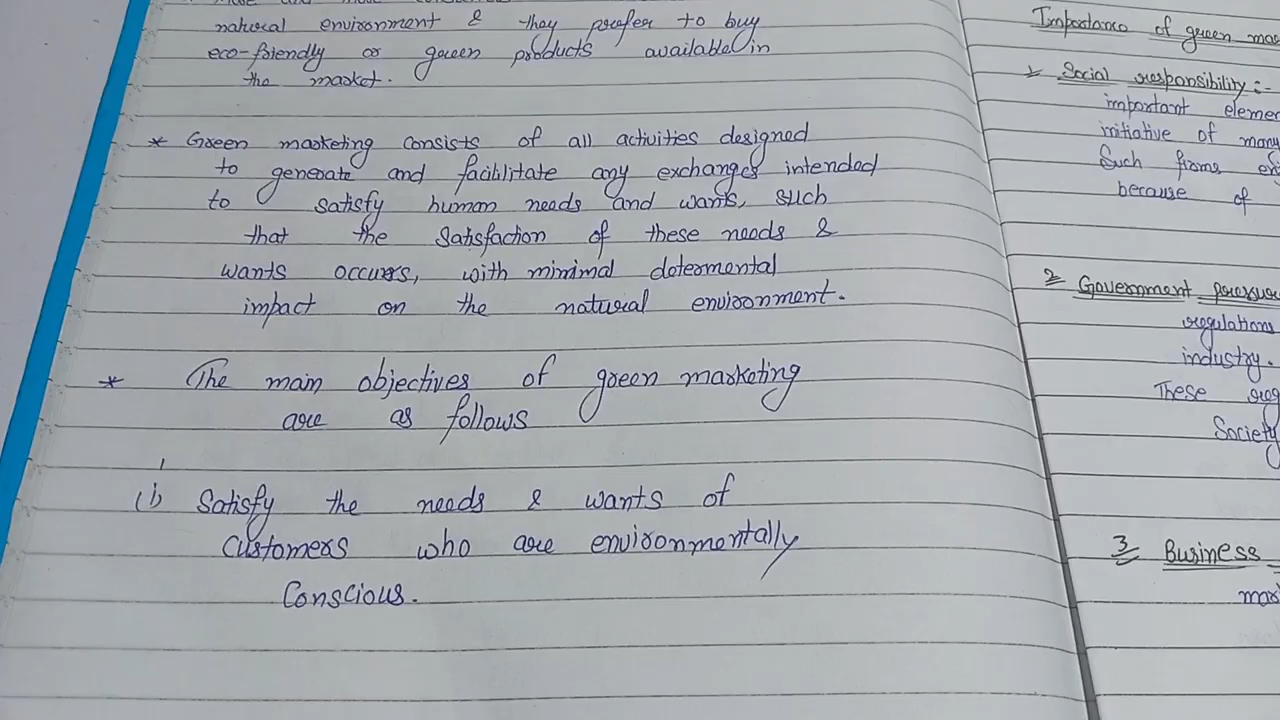 natural environment & they prefer to buy
eco-friendly or green products available in
the market.
* Green marketing consists of all activities designed
to generate and facilitate any exchanges intended
to satisfy human needs and wants, such
that the satisfaction of these needs &
wants occurs, with minimal determental
impact on the natural environment.
* The main objectives of green marketing
are as follows
(i) Satisfy the needs & wants of
customers who are environmentally
conscious.
Importance of green
1 Social responsibility :-
important
initiative of many
Such firms
because of
2 Government
regulations
industry.
These
Society
3 Business